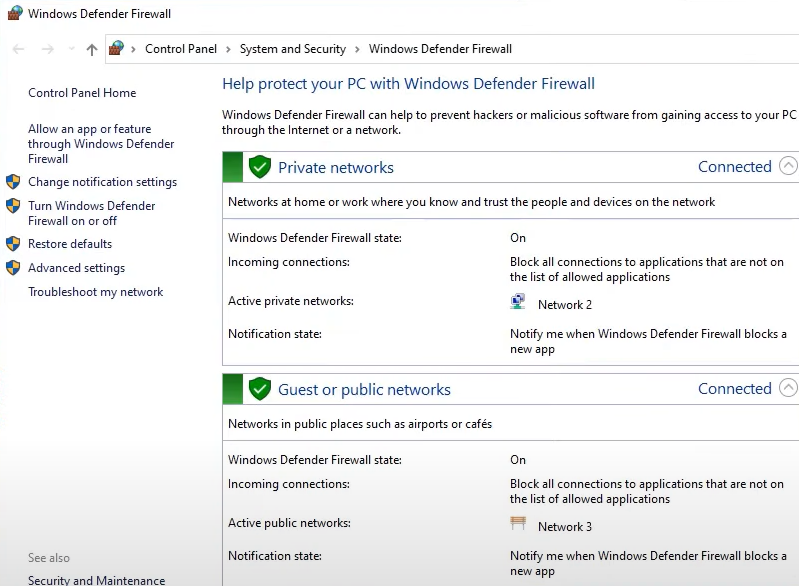 Windows Defender Firewall
Control Panel > System and Security > Windows Defender Firewall
Control Panel Home
Allow an app or feature
through Windows Defender
Firewall
Change notification settings
Turn Windows Defender
Firewall on or off
Restore defaults
Advanced settings
Troubleshoot my network
See also
Security and Maintenance
Help protect your PC with Windows Defender Firewall
Windows Defender Firewall can help to prevent hackers or malicious software from gaining access to your PC
through the Internet or a network.
Private networks Connected
Networks at home or work where you know and trust the people and devices on the network
Windows Defender Firewall state: On
Incoming connections: Block all connections to applications that are not on
the list of allowed applications
Active private networks: Network 2
Notification state: Notify me when Windows Defender Firewall blocks a
new app
Guest or public networks Connected
Networks in public places such as airports or cafés
Windows Defender Firewall state: On
Incoming connections: Block all connections to applications that are not on
the list of allowed applications
Active public networks: Network 3
Notification state: Notify me when Windows Defender Firewall blocks a
new app